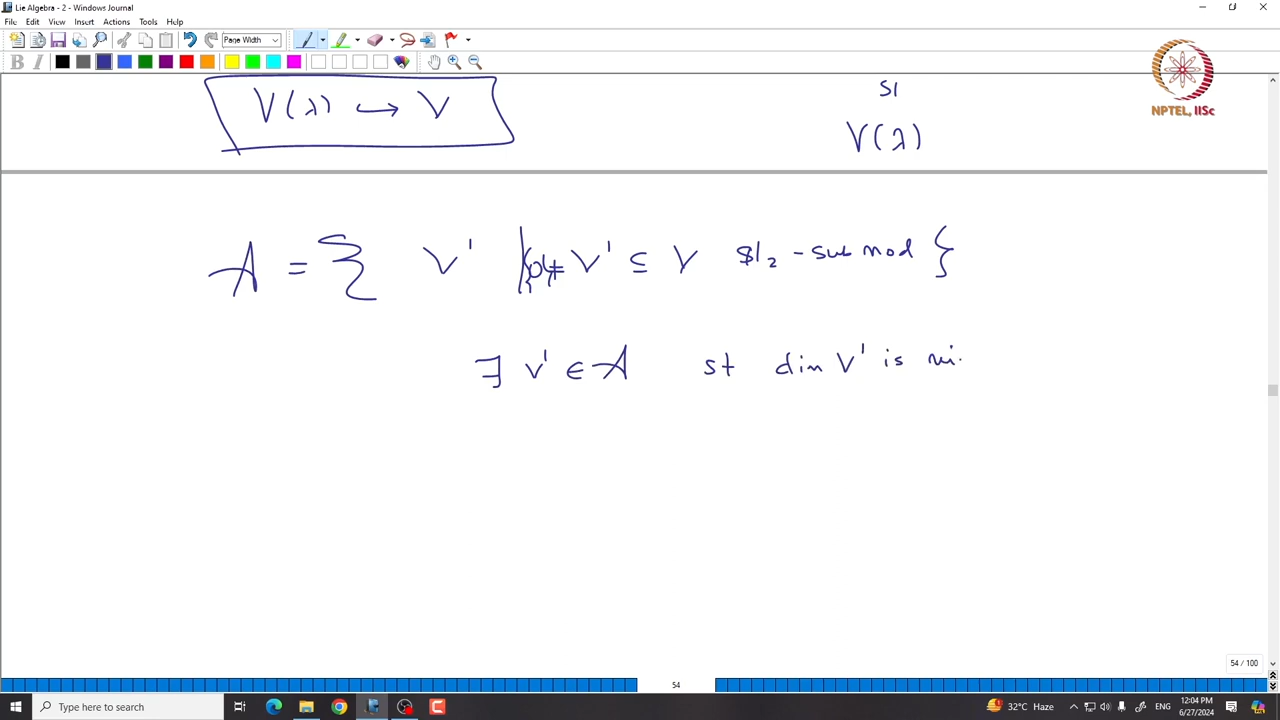 Lie Algebra - 2 - Windows Journal
File Edit View Insert Actions Tools Help
Page Width
B I
V(λ) ↪ V
sl
V(λ)
NPTEL, IISc
A = { V' | {0} ≠ V' ⊆ V sl₂ - sub mod }
∃ V' ∈ A st dim V' is mi
54 / 100
54
Type here to search
32°C Haze
ENG
12:04 PM
6/27/2024